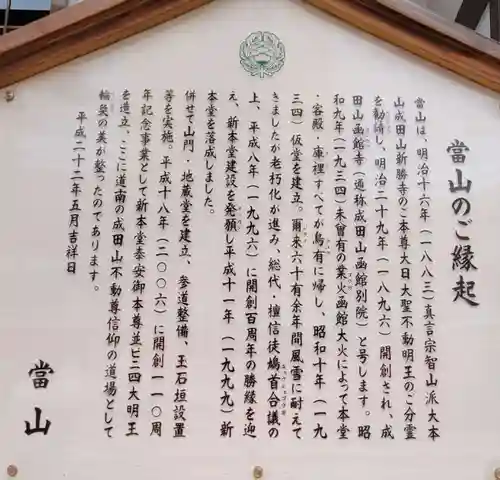 當山のご縁起
當山は、明治十六年（一八八三）真言宗智山派大本
山成田山新勝寺のご本尊大日大聖不動明王のご分霊
を勧請し、明治二十九年（一八九六）開創され、成
田山函館寺（通称成田山函館別院）と号します。昭
和九年（一九三四）未曽有の業火函館大火によって本堂
・客殿・庫裡すべてが烏有に帰し、昭和十年（一九
三四）仮堂を建立。爾来六十有余年間風雪に耐えて
きましたが老朽化が進み、総代・檀信徒鳩首合議の
上、平成八年（一九九六）に開創百周年の勝縁を迎
え、新本堂建設を発願し平成十一年（一九九九）新
本堂を落成しました。
併せて山門・地蔵堂を建立、参道整備、玉石垣設置
等を実施。平成十八年（二〇〇六）に開創一一〇周
年記念事業として新本堂泰安御本尊並ビ三四大明王
を造立、ここに道南の成田山不動尊信仰の道場として
輪奐の美が整ったのであります。
平成二十二年五月吉祥日
當山